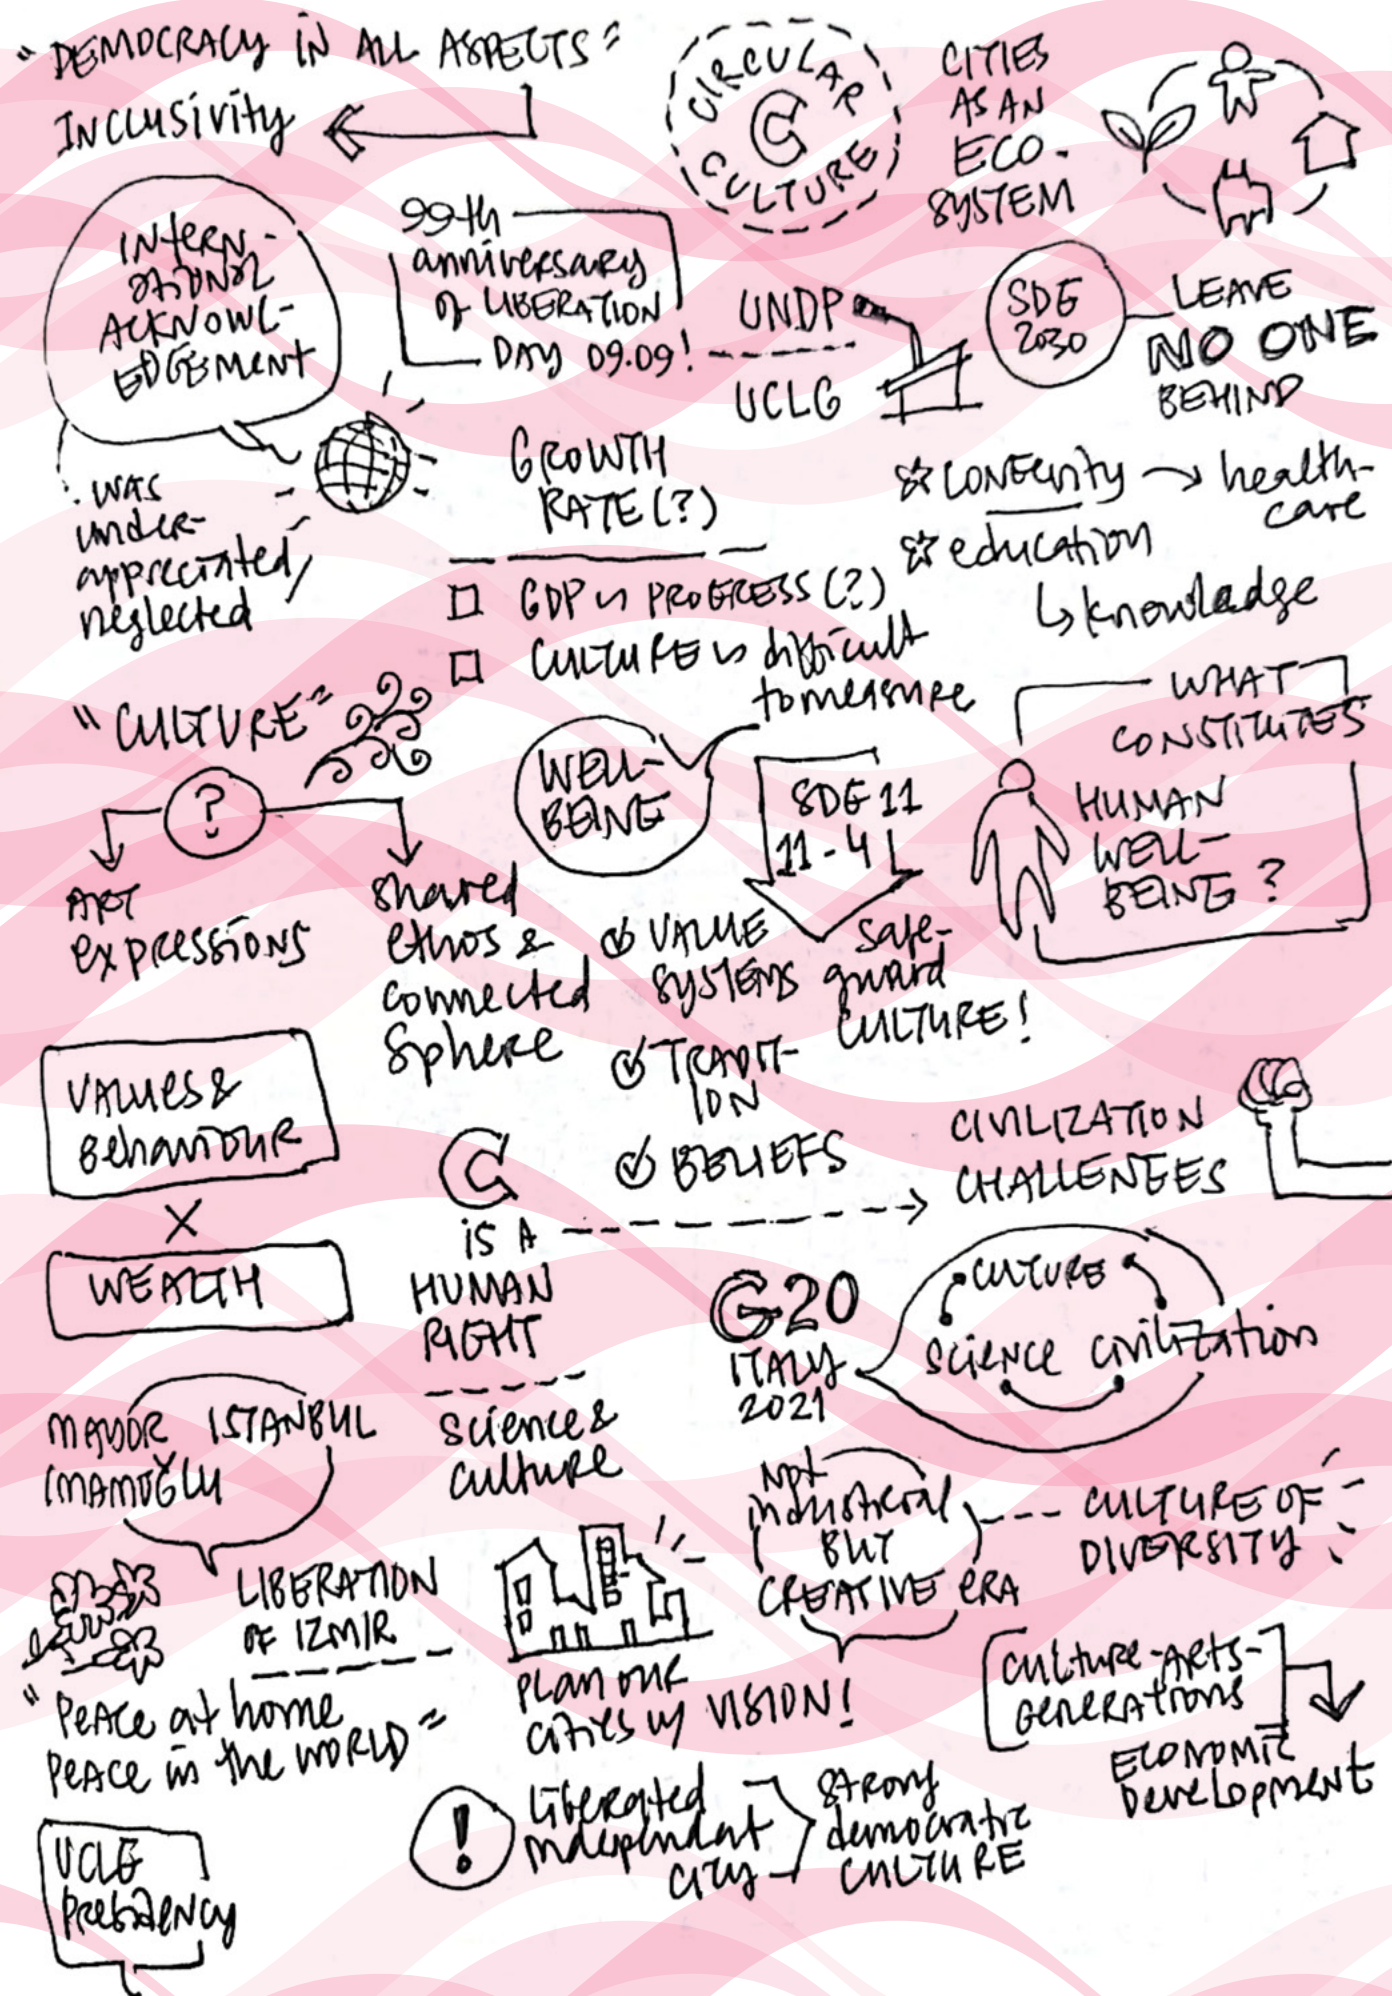 "DEMOCRACY IN ALL ASPECTS"
INCLUSIVITY
CIRCULAR
C
CULTURE
CITIES
AS AN
ECO-
SYSTEM
INTERN-
ATIONAL
ACKNOWL-
EDGEMENT
99th
anniversary
of LIBERATION
DAY 09.09!
UNDP
UCLG
SDG
2030
LEAVE
NO ONE
BEHIND
was
under-
appreciated/
neglected
GROWTH
RATE (?)
GDP vs PROGRESS (?)
CULTURE is difficult
to measure
LONGEVITY → health-
care
education
↳ knowledge
"CULTURE"
?
ART
EXPRESSIONS
shared
ethos &
connected
sphere
WELL-
BEING
SDG 11
11-4
safe-
guard
CULTURE!
VALUE
SYSTEMS
TRADIT-
ION
BELIEFS
WHAT
CONSTITUTES
HUMAN
WELL-
BEING?
VALUES &
BEHAVIOUR
X
WEALTH
C
IS A
HUMAN
RIGHT
SCIENCE &
CULTURE
CIVILIZATION
CHALLENGES
G20
ITALY
2021
CULTURE
SCIENCE CIVILIZATION
MAYOR ISTANBUL
IMAMOĞLU
LIBERATION
OF IZMIR
"PEACE at home
PEACE in the WORLD"
PLAN OUR
CITIES W/ VISION!
NOT
industrial
BUT
CREATIVE ERA
CULTURE OF
DIVERSITY
CULTURE-ARTS-
GENERATIONS
ECONOMIC
DEVELOPMENT
!
Liberated
independent
city
STRONG
democratic
CULTURE
UCLG
PRESIDENCY